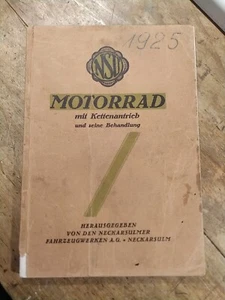 1925
NSU
MOTORRAD
mit Kettenantrieb
und seine Behandlung
HERAUSGEGEBEN
VON DEN NECKARSULMER
FAHRZEUGWERKEN A.G. • NECKARSULM